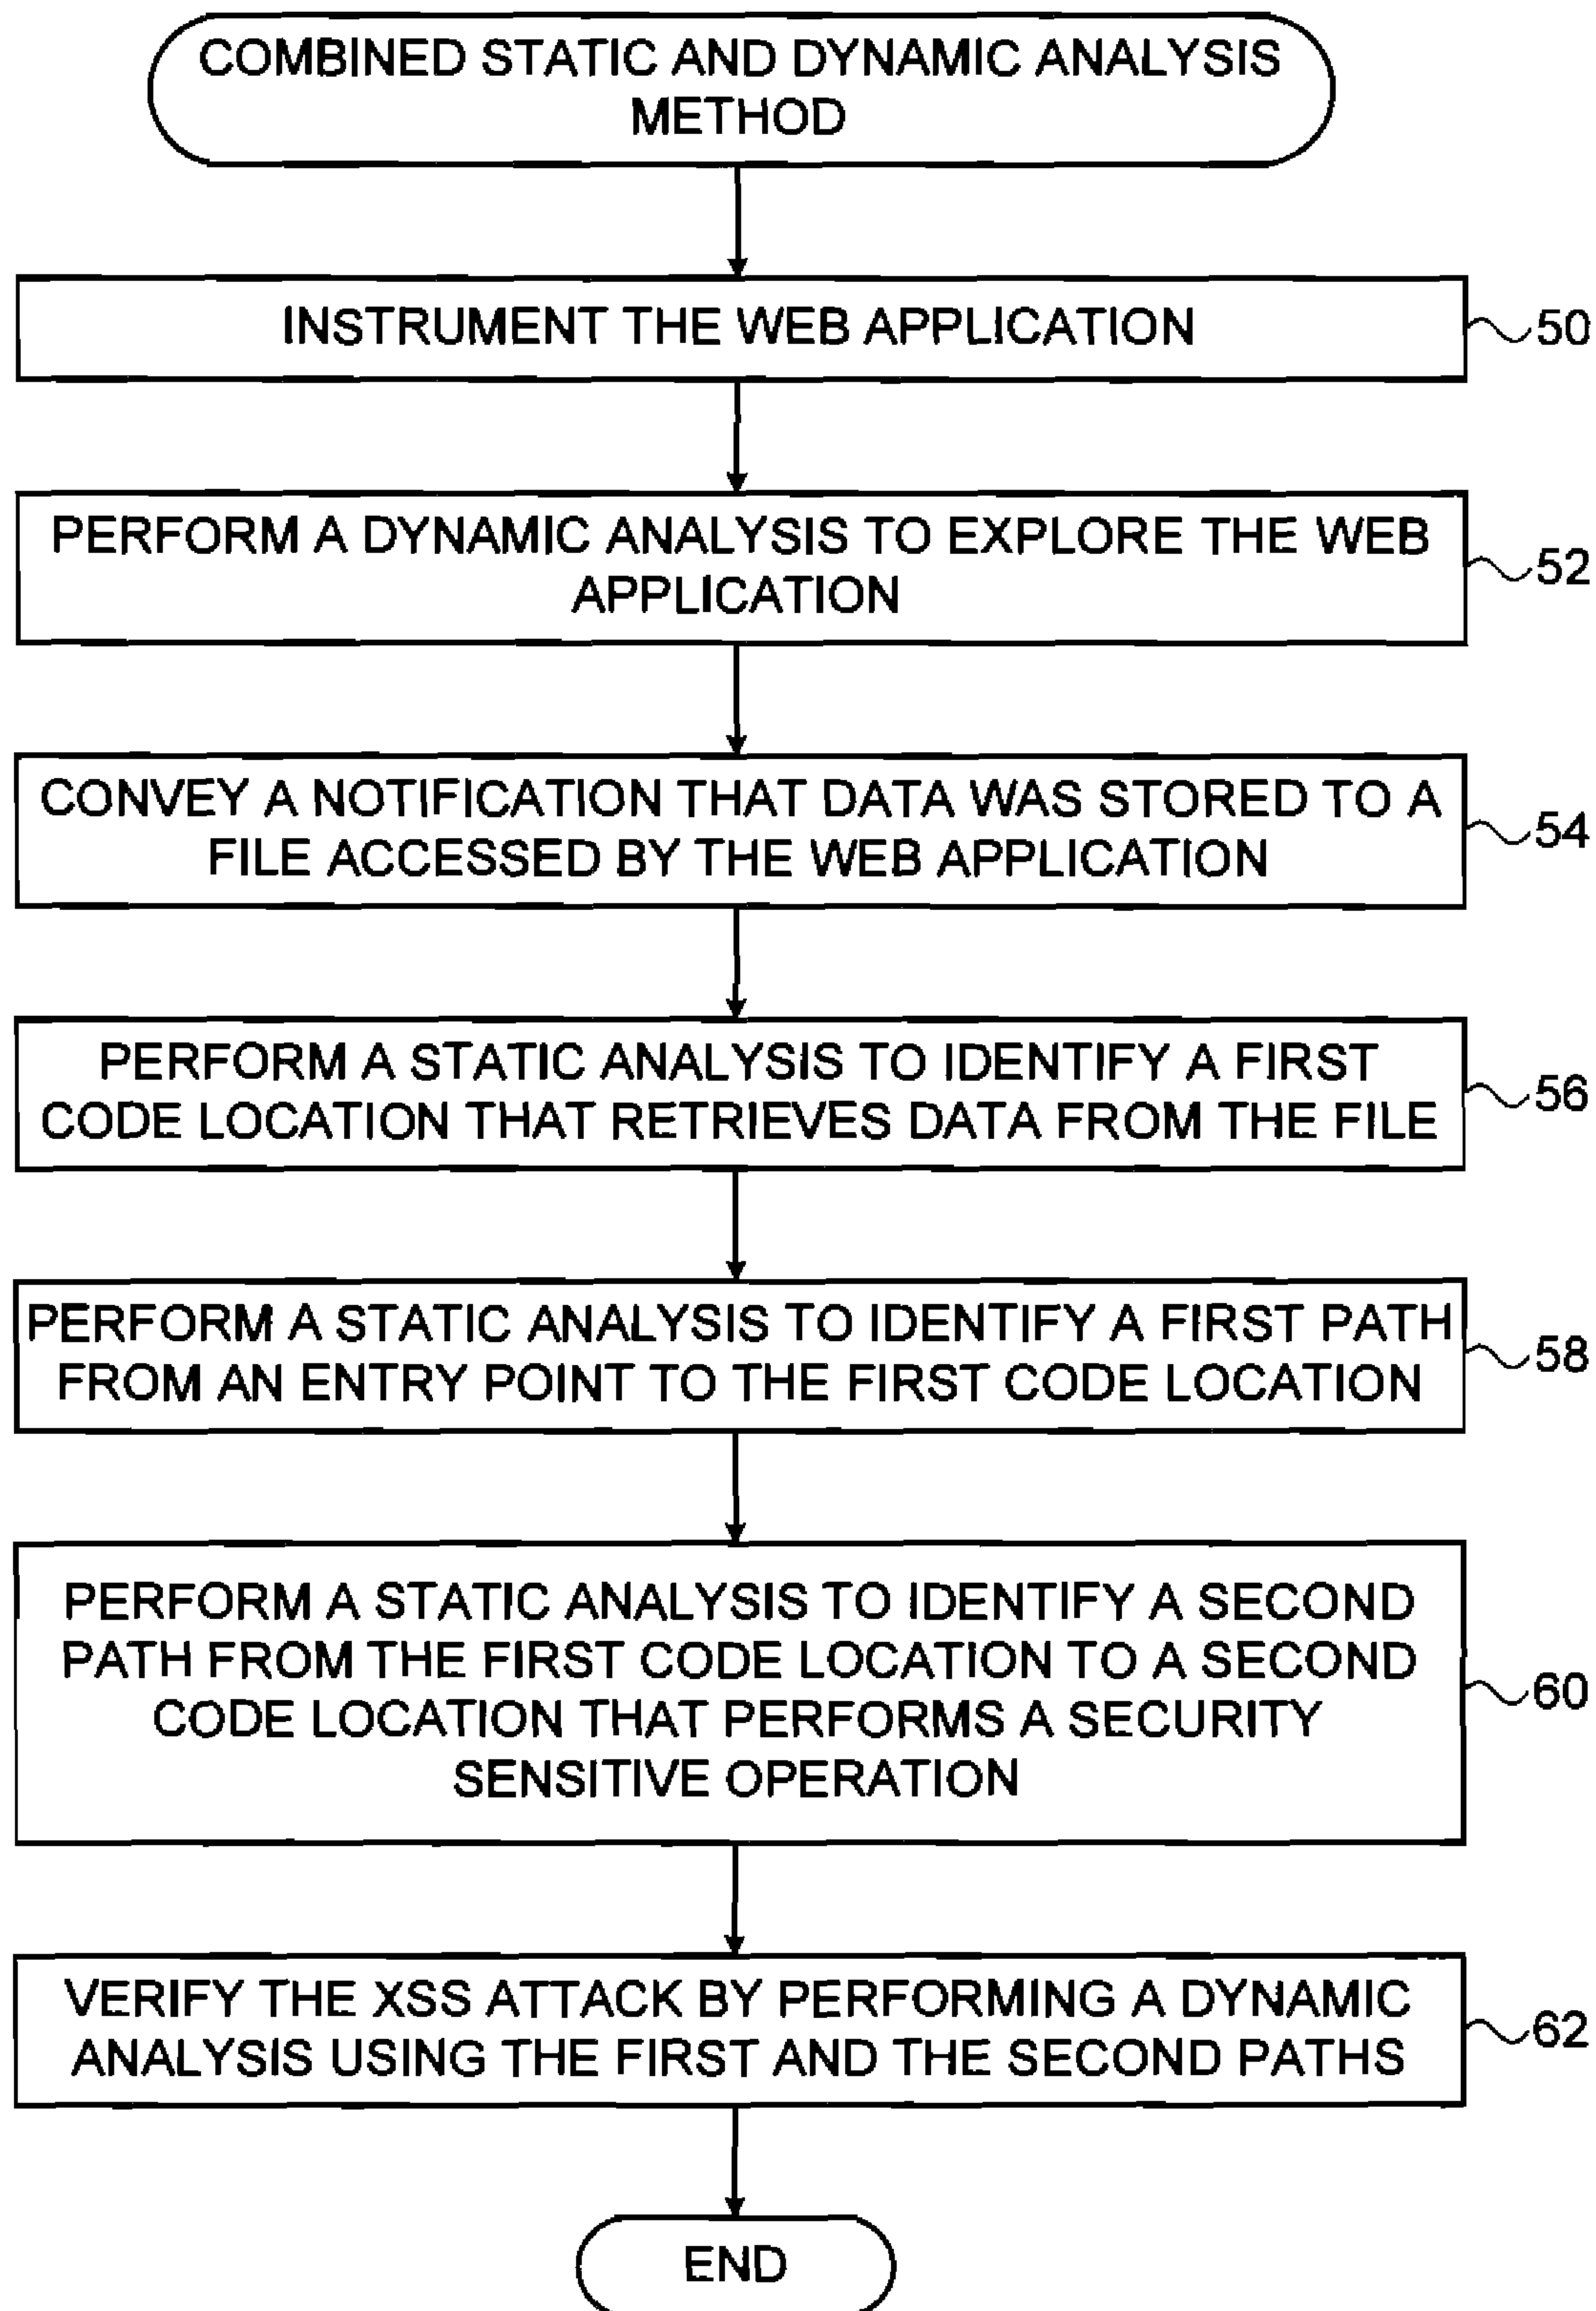 COMBINED STATIC AND DYNAMIC ANALYSIS
METHOD
INSTRUMENT THE WEB APPLICATION
50
PERFORM A DYNAMIC ANALYSIS TO EXPLORE THE WEB
APPLICATION
52
CONVEY A NOTIFICATION THAT DATA WAS STORED TO A
FILE ACCESSED BY THE WEB APPLICATION
54
PERFORM A STATIC ANALYSIS TO IDENTIFY A FIRST
CODE LOCATION THAT RETRIEVES DATA FROM THE FILE
56
PERFORM A STATIC ANALYSIS TO IDENTIFY A FIRST PATH
FROM AN ENTRY POINT TO THE FIRST CODE LOCATION
58
PERFORM A STATIC ANALYSIS TO IDENTIFY A SECOND
PATH FROM THE FIRST CODE LOCATION TO A SECOND
CODE LOCATION THAT PERFORMS A SECURITY
SENSITIVE OPERATION
60
VERIFY THE XSS ATTACK BY PERFORMING A DYNAMIC
ANALYSIS USING THE FIRST AND THE SECOND PATHS
62
END